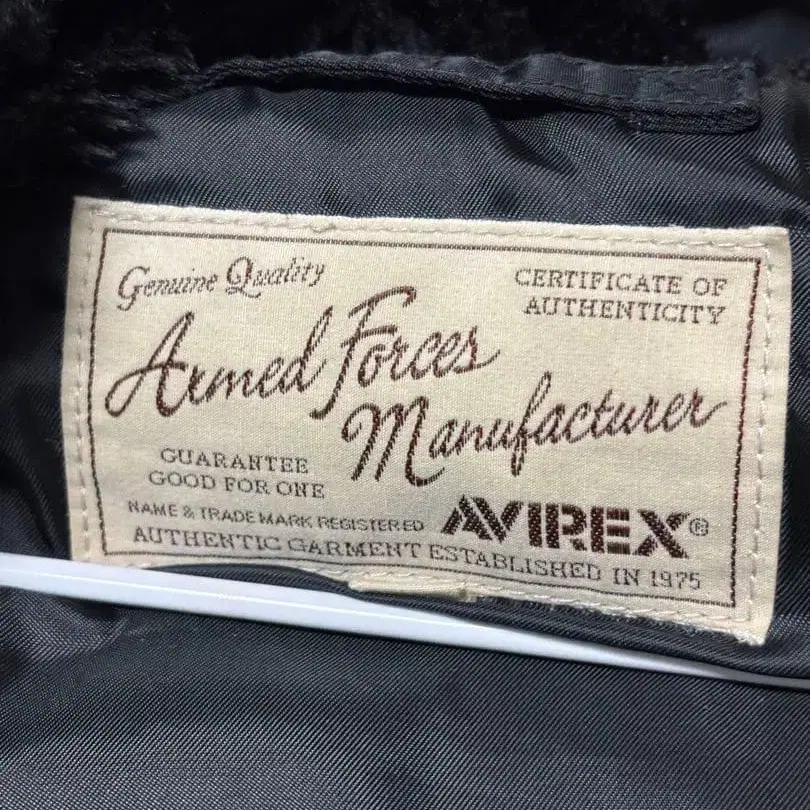 Genuine Quality
CERTIFICATE OF
AUTHENTICITY
Armed Forces
Manufacturer
GUARANTEE
GOOD FOR ONE
NAME & TRADE MARK REGISTERED
AVIREX®
AUTHENTIC GARMENT ESTABLISHED IN 1975